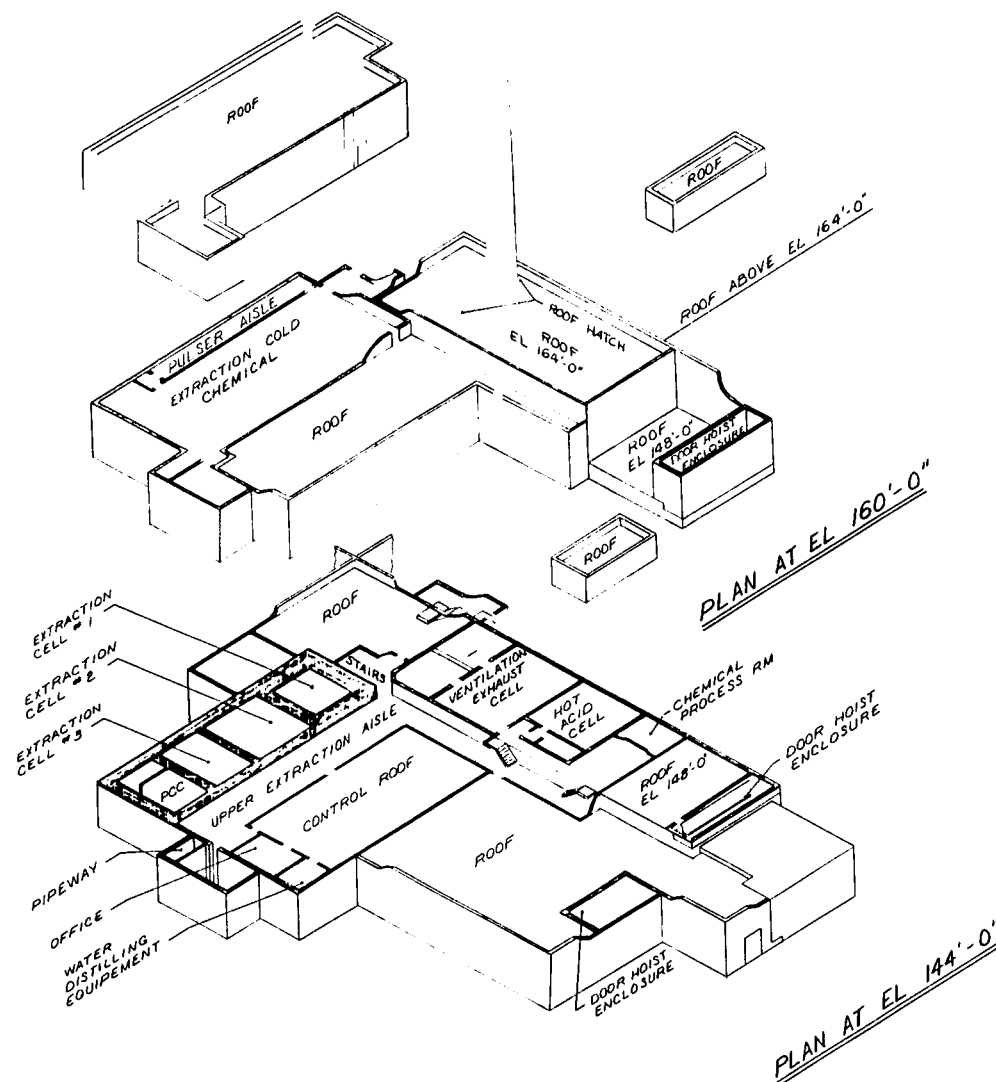 ROOF
ROOF
ROOF ABOVE EL 164'-0"
PULSER AISLE
EXTRACTION COLD
CHEMICAL
ROOF HATCH
ROOF
EL 164'-0"
ROOF
ROOF
EL 148'-0"
DOOR HOIST
ENCLOSURE
PLAN AT EL 160'-0"
ROOF
EXTRACTION
CELL #1
EXTRACTION
CELL #2
EXTRACTION
CELL #3
ROOF
STAIRS
VENTILATION
EXHAUST
CELL
HOT
ACID
CELL
CHEMICAL
PROCESS RM
DOOR HOIST
ENCLOSURE
ROOF
EL 148'-0"
PCC
UPPER EXTRACTION AISLE
CONTROL ROOF
ROOF
PIPEWAY
OFFICE
WATER
DISTILLING
EQUIPEMENT
DOOR HOIST
ENCLOSURE
PLAN AT EL 144'-0"